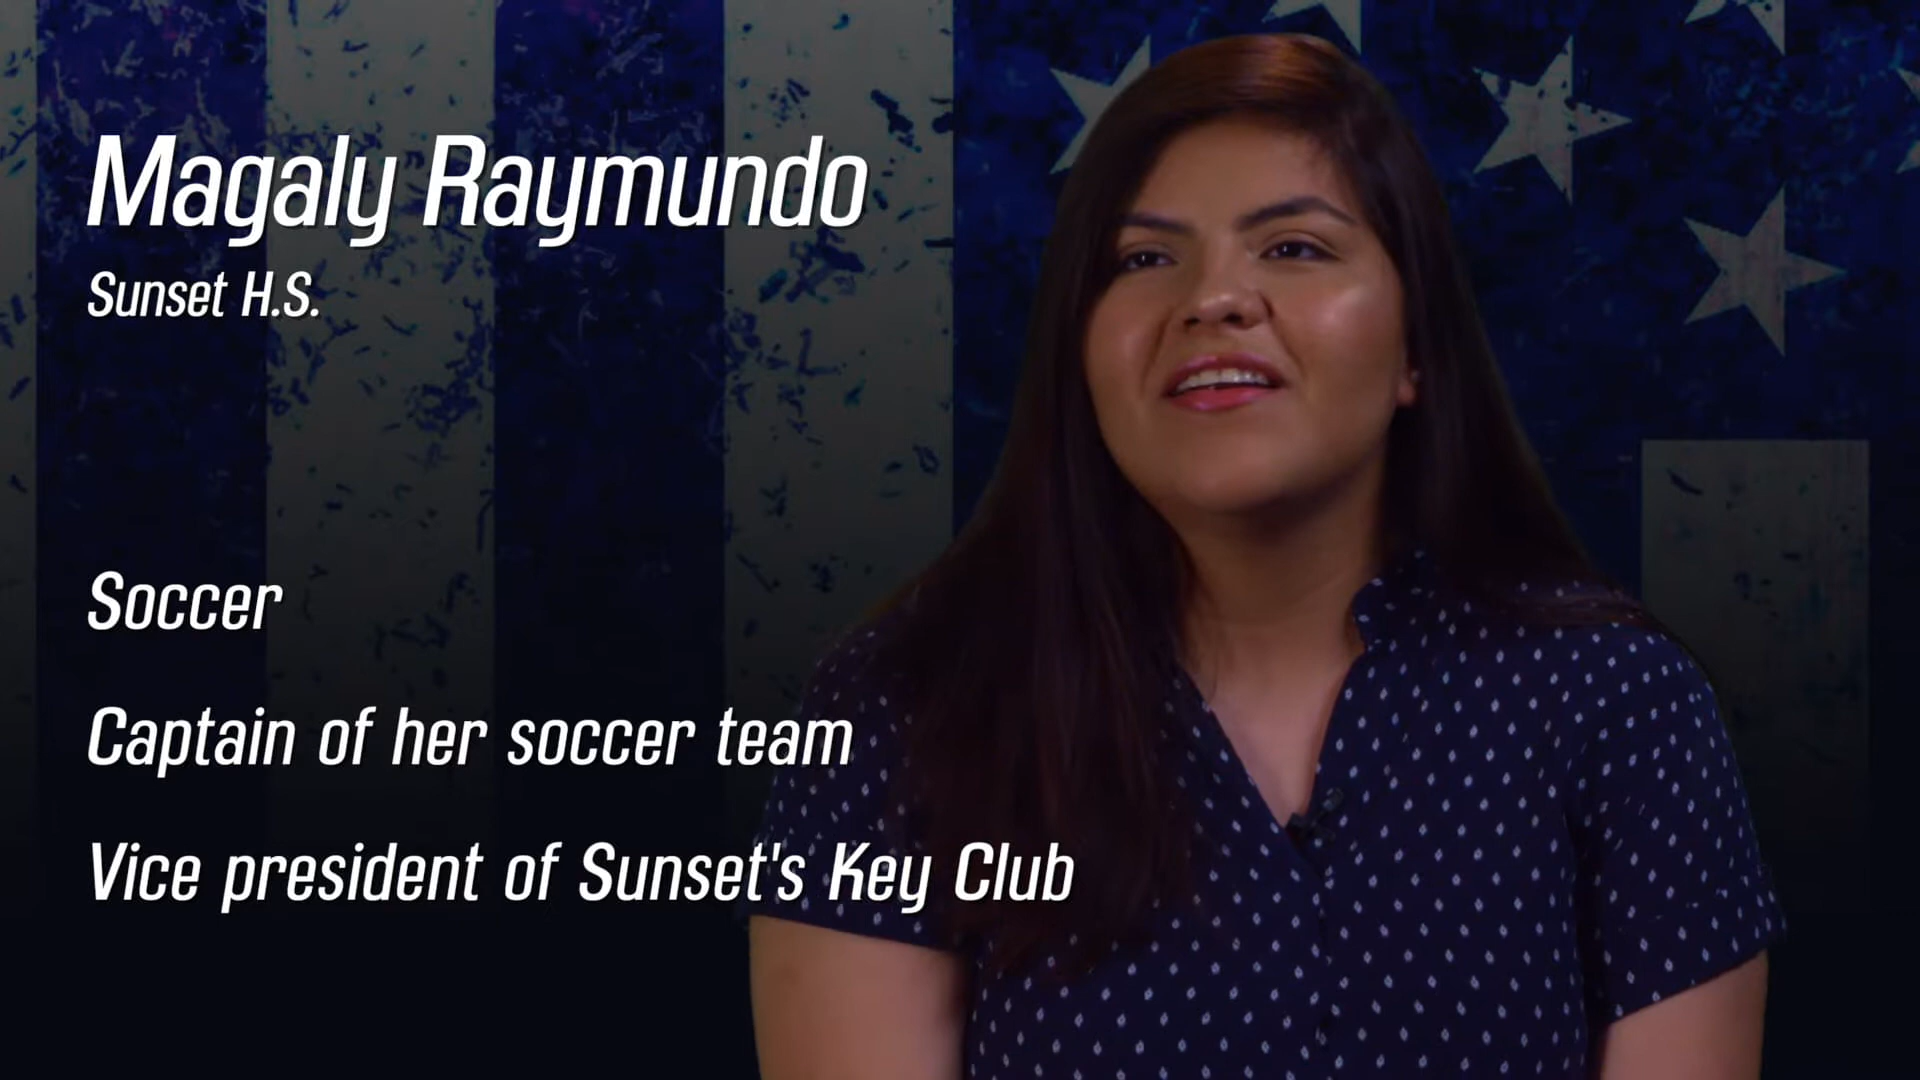 Magaly Raymundo
Sunset H.S.
Soccer
Captain of her soccer team
Vice president of Sunset's Key Club